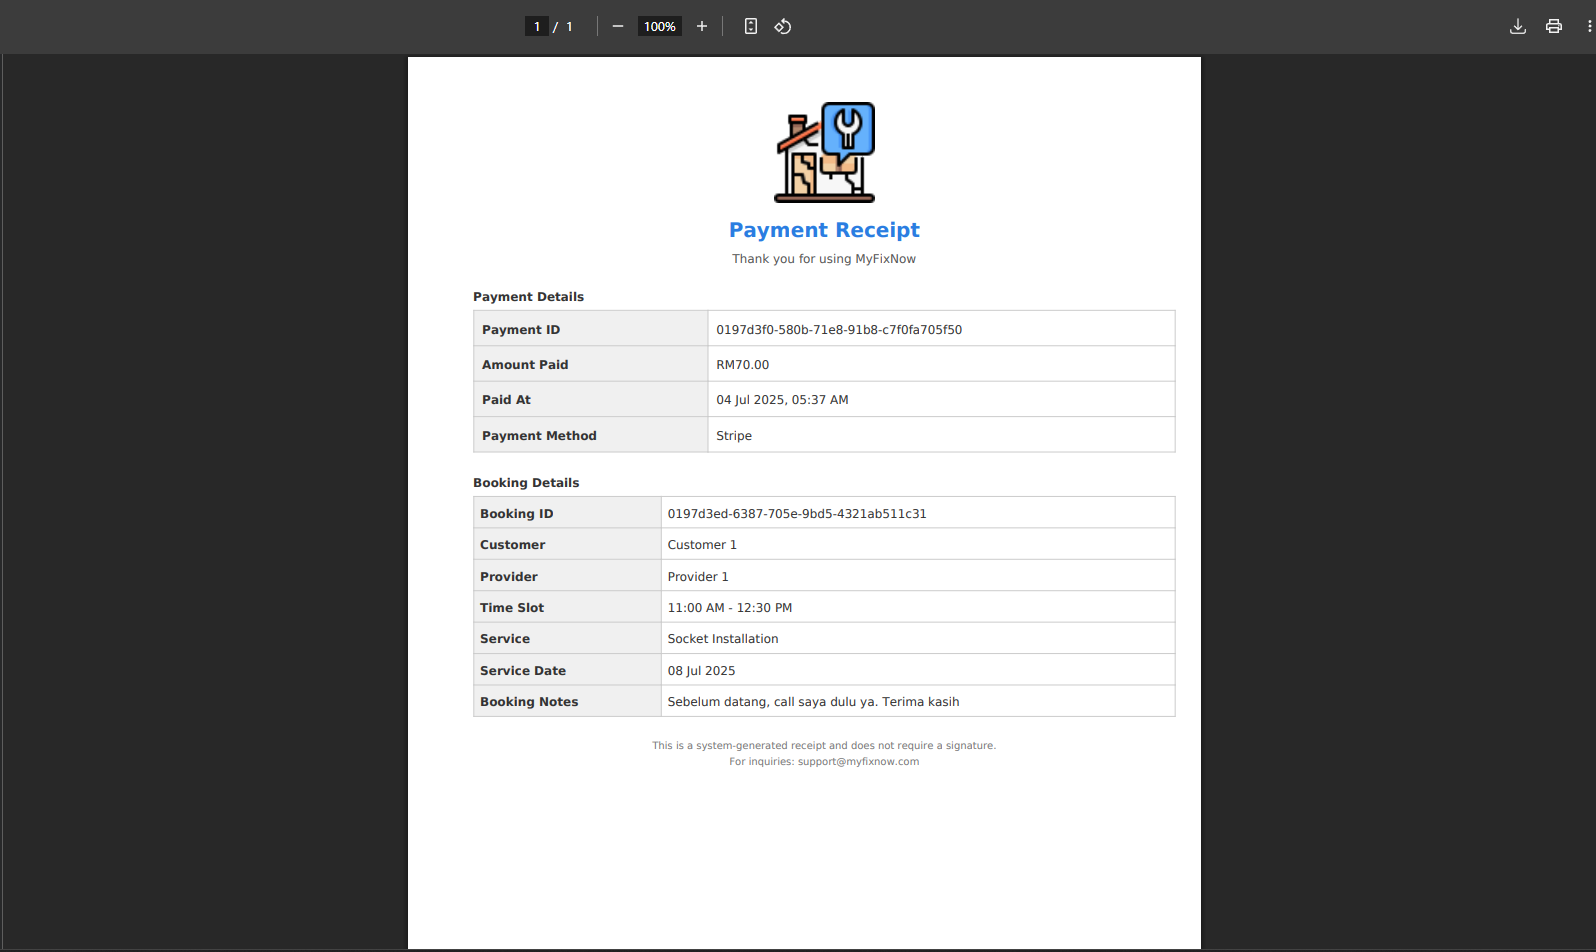 1 / 1
100%
Payment Receipt
Thank you for using MyFixNow
Payment Details
Payment ID 0197d3f0-580b-71e8-91b8-c7f0fa705f50
Amount Paid RM70.00
Paid At 04 Jul 2025, 05:37 AM
Payment Method Stripe
Booking Details
Booking ID 0197d3ed-6387-705e-9bd5-4321ab511c31
Customer Customer 1
Provider Provider 1
Time Slot 11:00 AM - 12:30 PM
Service Socket Installation
Service Date 08 Jul 2025
Booking Notes Sebelum datang, call saya dulu ya. Terima kasih
This is a system-generated receipt and does not require a signature.
For inquiries: support@myfixnow.com